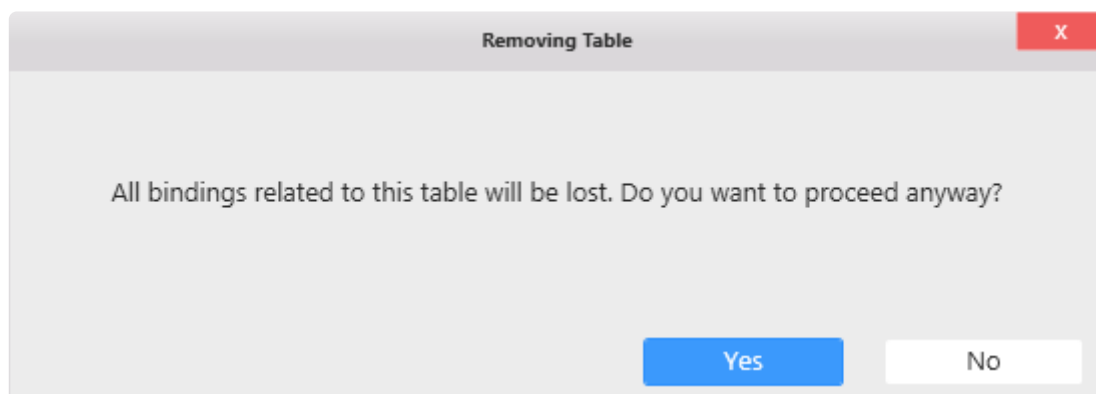 Removing Table
X
All bindings related to this table will be lost. Do you want to proceed anyway?
Yes
No